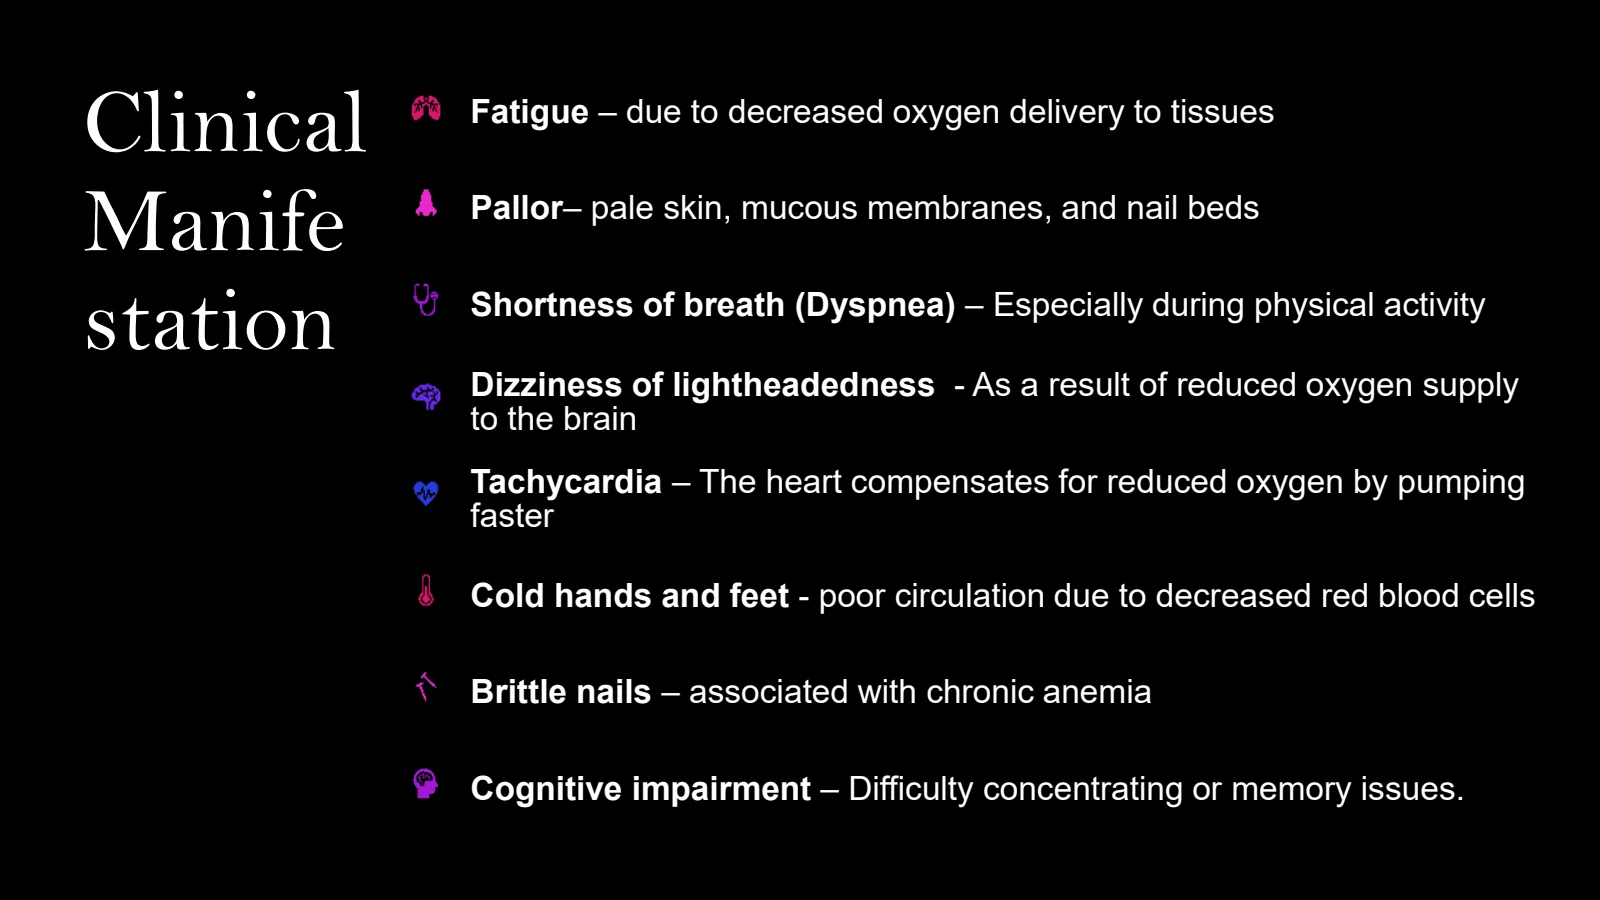 Clinical
Manife
station
Fatigue – due to decreased oxygen delivery to tissues
Pallor– pale skin, mucous membranes, and nail beds
Shortness of breath (Dyspnea) – Especially during physical activity
Dizziness of lightheadedness  - As a result of reduced oxygen supply
to the brain
Tachycardia – The heart compensates for reduced oxygen by pumping
faster
Cold hands and feet - poor circulation due to decreased red blood cells
Brittle nails – associated with chronic anemia
Cognitive impairment – Difficulty concentrating or memory issues.